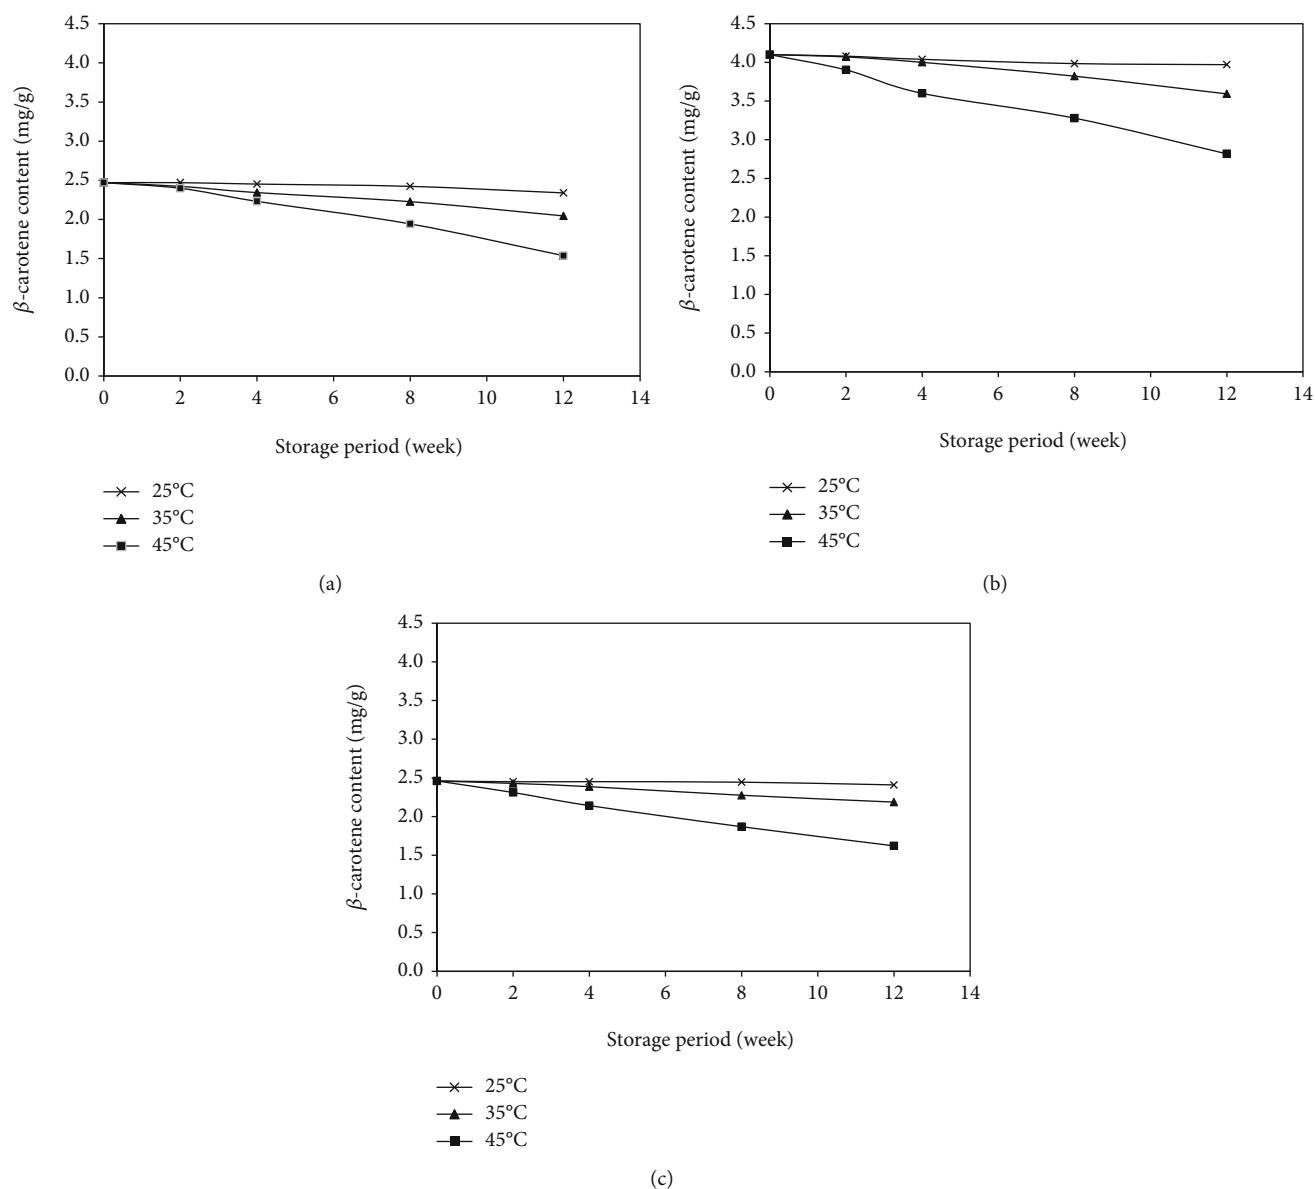 4.5
4.0
3.5
3.0
2.5
2.0
1.5
1.0
0.5
0.0
β-carotene content (mg/g)
0 2 4 6 8 10 12 14
Storage period (week)
25°C
35°C
45°C
(a)
4.5
4.0
3.5
3.0
2.5
2.0
1.5
1.0
0.5
0.0
β-carotene content (mg/g)
0 2 4 6 8 10 12 14
Storage period (week)
25°C
35°C
45°C
(b)
4.5
4.0
3.5
3.0
2.5
2.0
1.5
1.0
0.5
0.0
β-carotene content (mg/g)
0 2 4 6 8 10 12 14
Storage period (week)
25°C
35°C
45°C
(c)